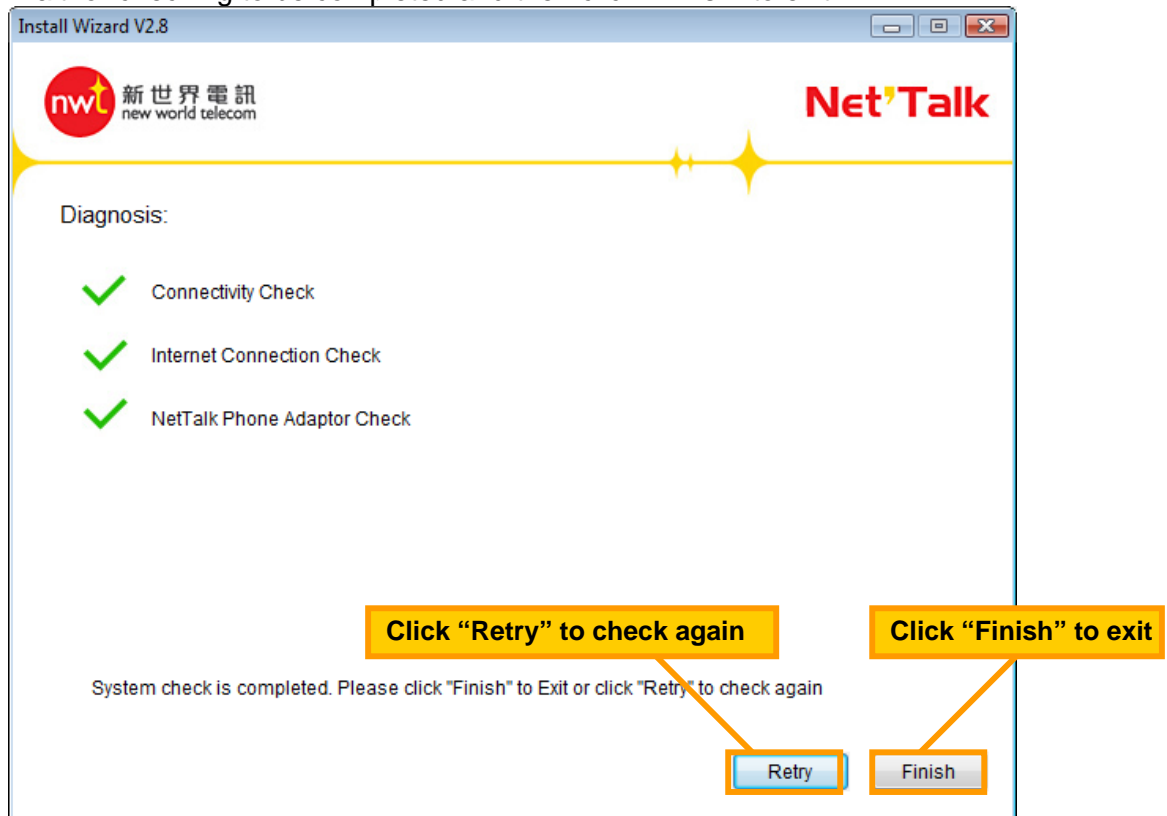 Install Wizard V2.8
nwt 新世界電訊
new world telecom
Net'Talk
Diagnosis:
Connectivity Check
Internet Connection Check
NetTalk Phone Adaptor Check
Click “Retry” to check again
Click “Finish” to exit
System check is completed. Please click "Finish" to Exit or click "Retry" to check again
Retry
Finish